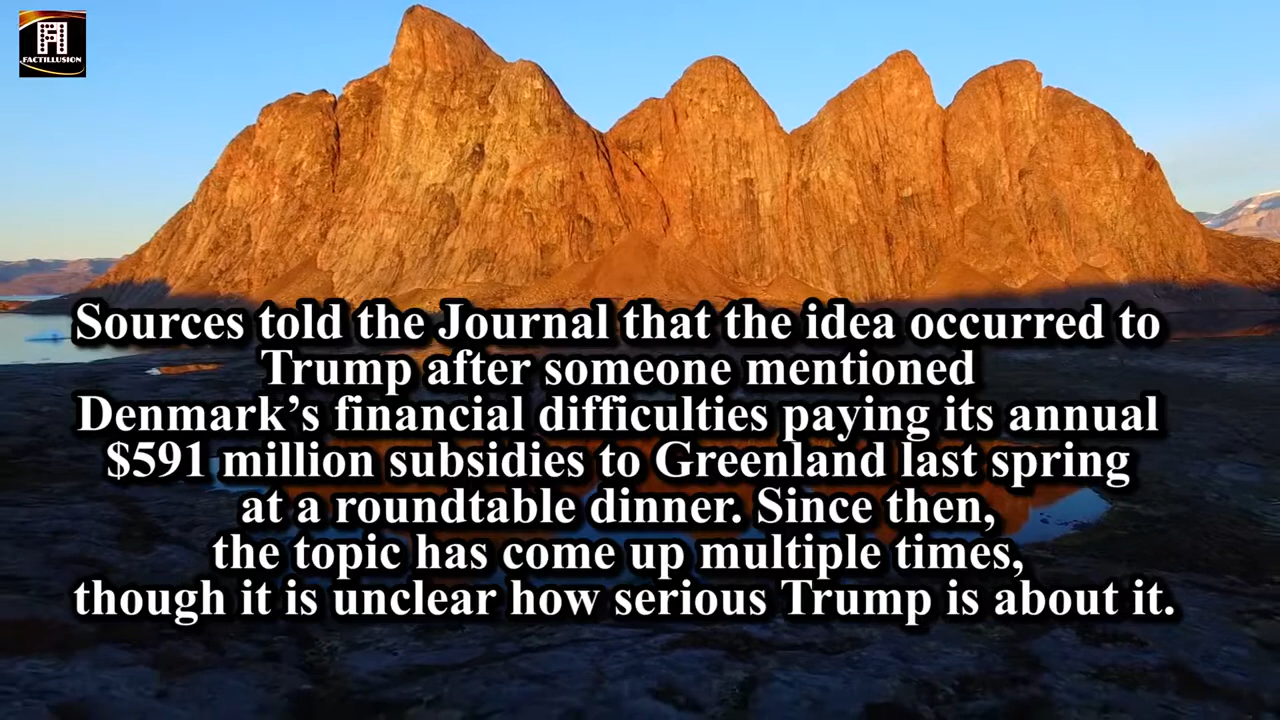 FI
FACTILLUSION
Sources told the Journal that the idea occurred to
Trump after someone mentioned
Denmark’s financial difficulties paying its annual
$591 million subsidies to Greenland last spring
at a roundtable dinner. Since then,
the topic has come up multiple times,
though it is unclear how serious Trump is about it.